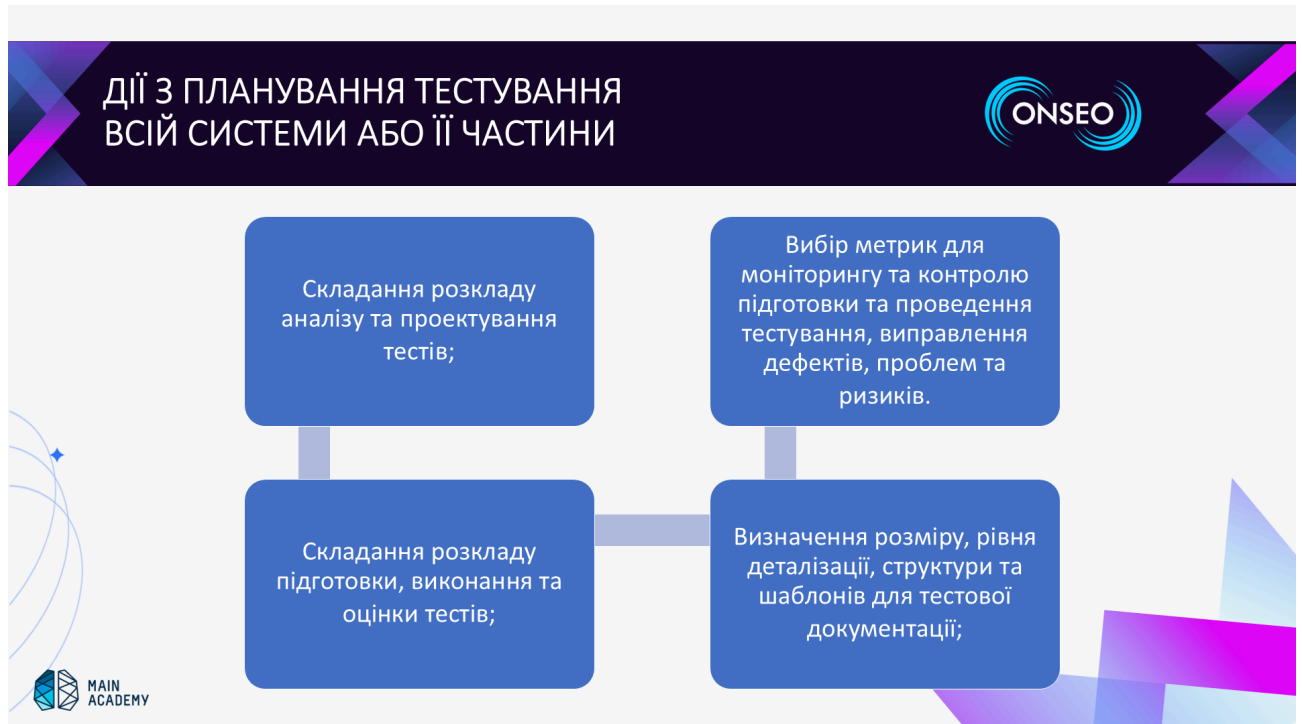 ДІЇ З ПЛАНУВАННЯ ТЕСТУВАННЯ
ВСІЙ СИСТЕМИ АБО ЇЇ ЧАСТИНИ
ONSEO
Складання розкладу
аналізу та проектування
тестів;
Складання розкладу
підготовки, виконання та
оцінки тестів;
Визначення розміру, рівня
деталізації, структури та
шаблонів для тестової
документації;
Вибір метрик для
моніторингу та контролю
підготовки та проведення
тестування, виправлення
дефектів, проблем та
ризиків.
MAIN
ACADEMY